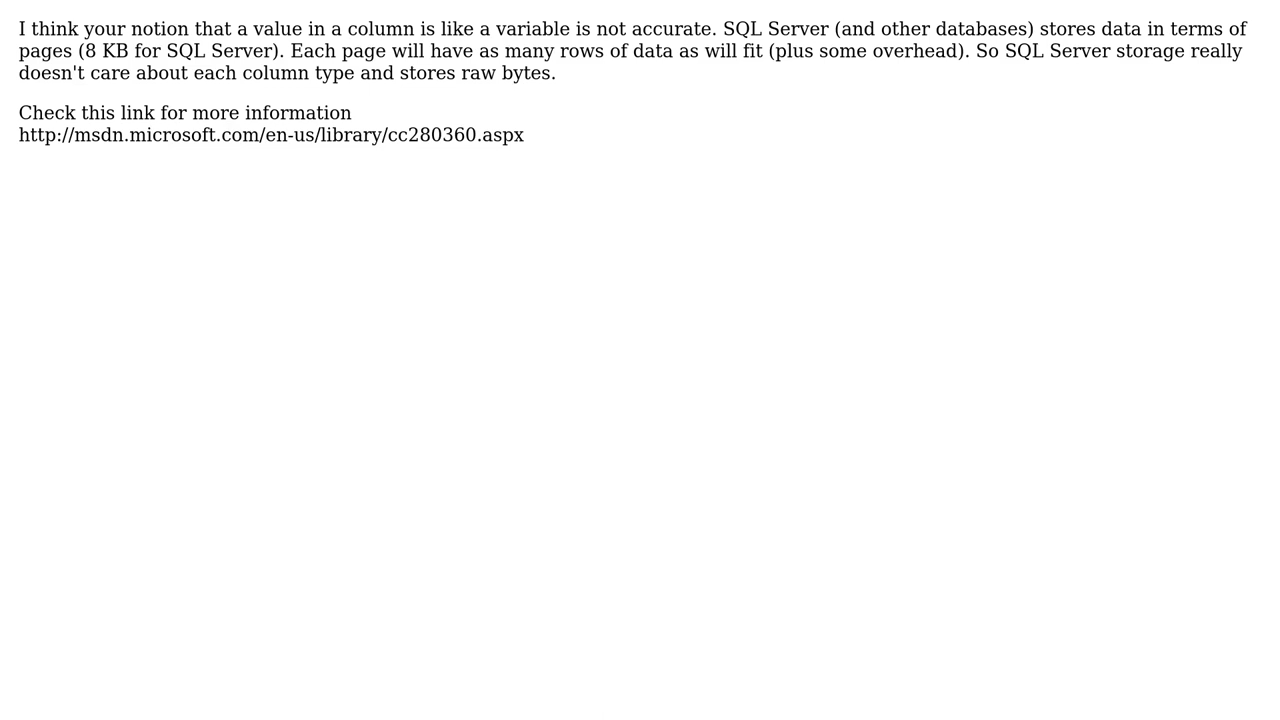 I think your notion that a value in a column is like a variable is not accurate. SQL Server (and other databases) stores data in terms of
pages (8 KB for SQL Server). Each page will have as many rows of data as will fit (plus some overhead). So SQL Server storage really
doesn't care about each column type and stores raw bytes.
Check this link for more information
http://msdn.microsoft.com/en-us/library/cc280360.aspx